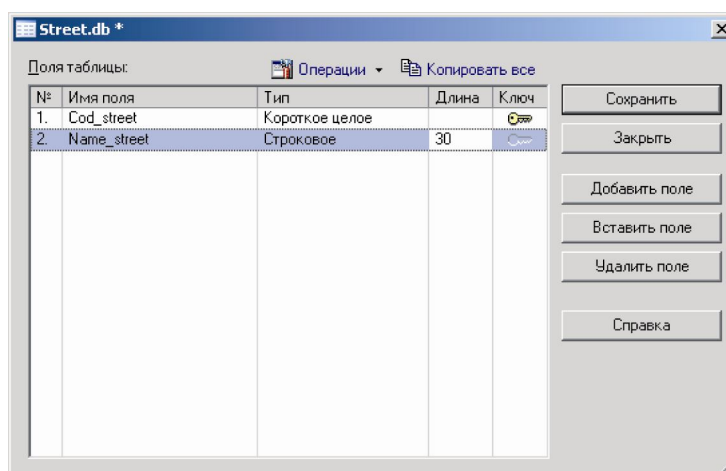 Street.db *
Поля таблицы: Операции Копировать все
№ Имя поля Тип Длина Ключ
1. Cod_street Короткое целое
2. Name_street Строковое 30
Сохранить
Закрыть
Добавить поле
Вставить поле
Удалить поле
Справка